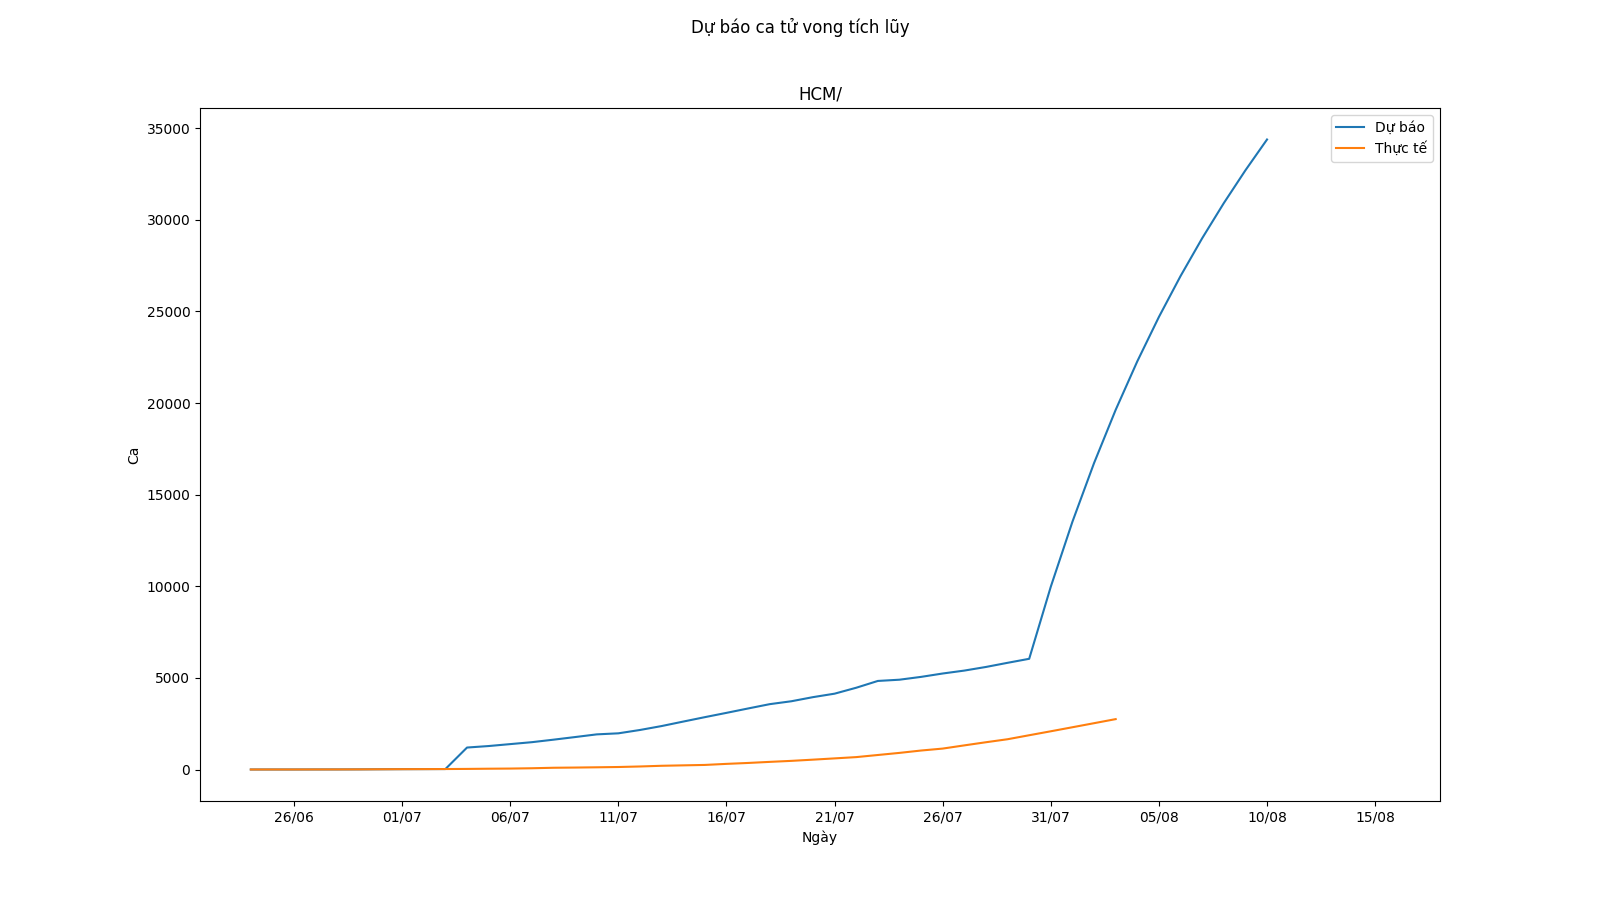 Dự báo ca tử vong tích lũy
HCM/
Dự báo
Thực tế
35000
30000
25000
20000
15000
10000
5000
0
Ca
26/06 01/07 06/07 11/07 16/07 21/07 26/07 31/07 05/08 10/08 15/08
Ngày